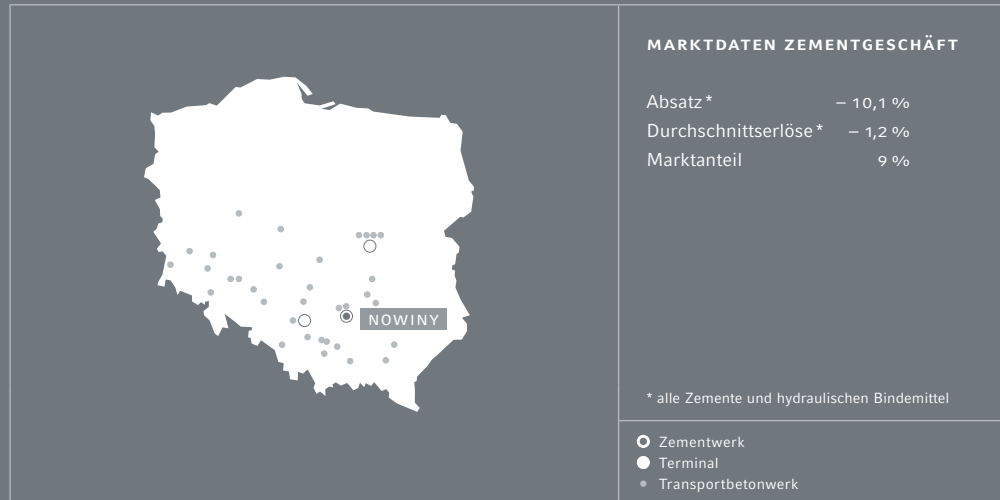 MARKTDATEN ZEMENTGESCHÄFT
Absatz * – 10,1 %
Durchschnittserlöse * – 1,2 %
Marktanteil 9 %
NOWINY
* alle Zemente und hydraulischen Bindemittel
Zementwerk
Terminal
Transportbetonwerk